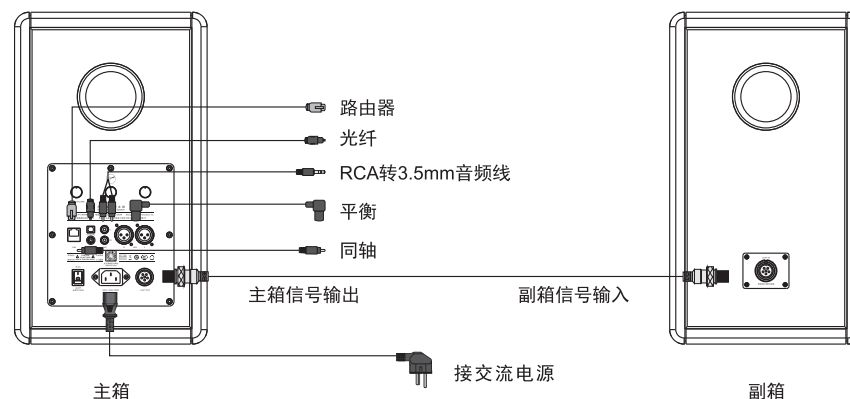 路由器
光纤
RCA转3.5mm音频线
平衡
同轴
主箱信号输出
副箱信号输入
接交流电源
主箱
副箱